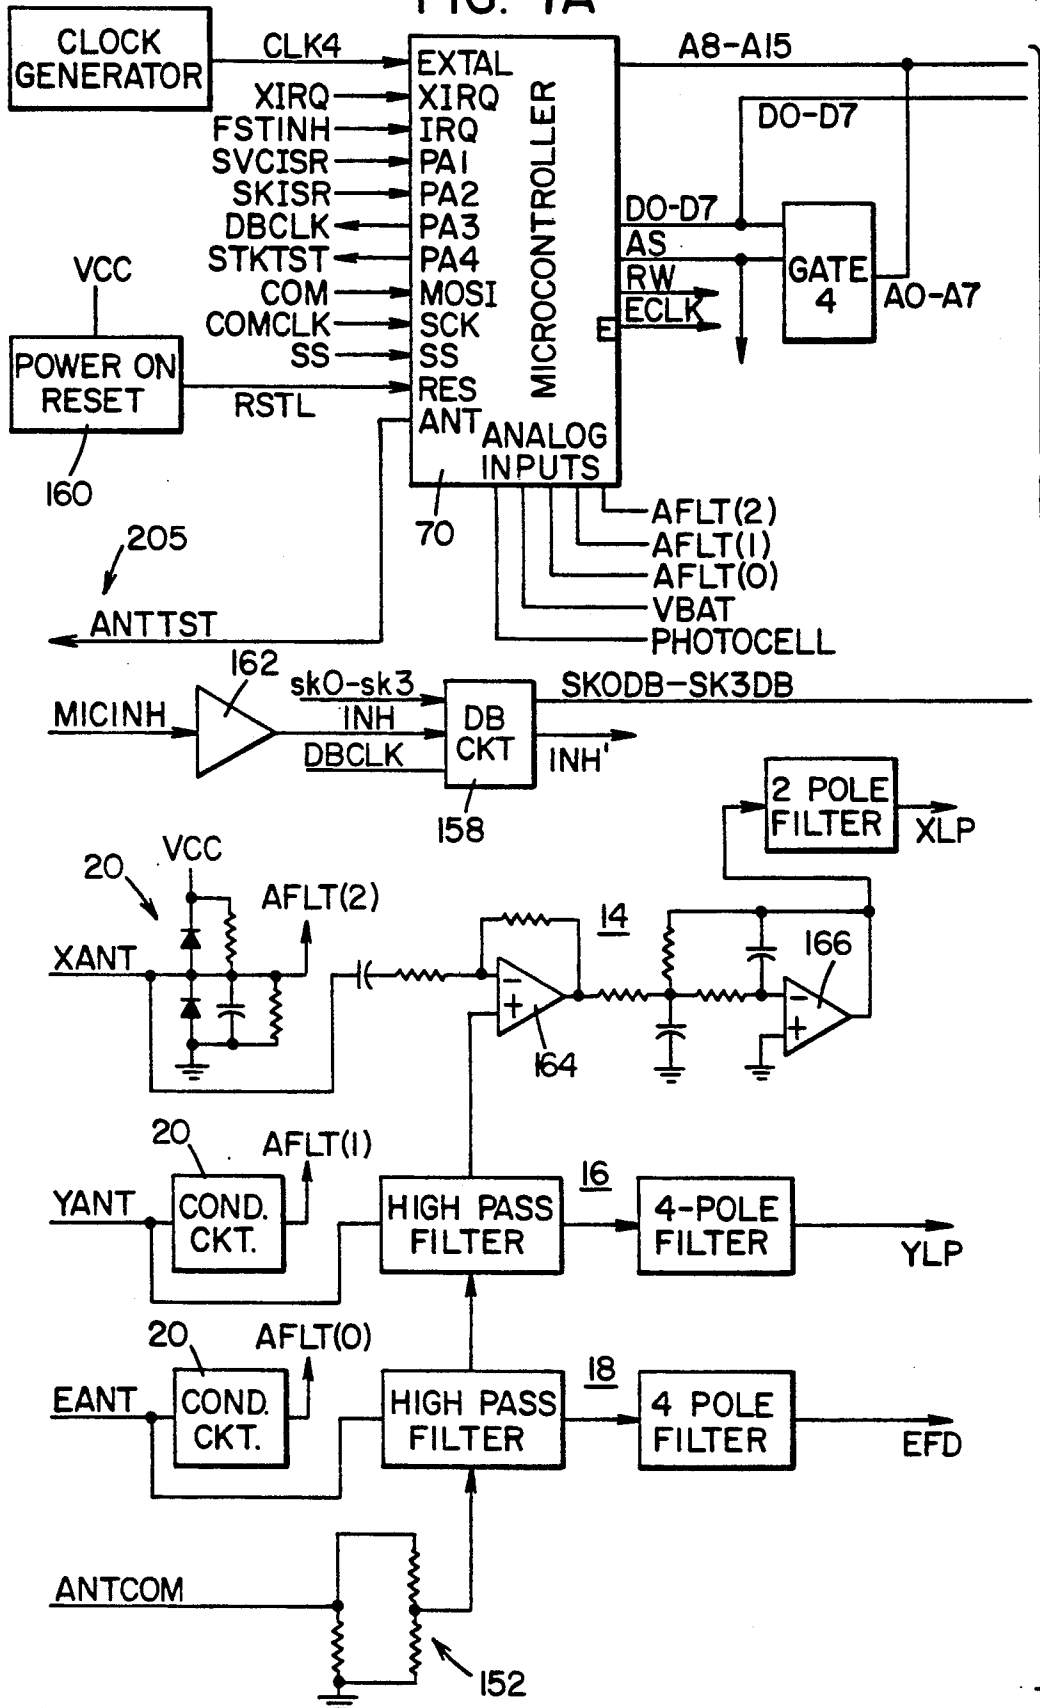 FIG. 7A
CLOCK
GENERATOR
CLK4
XIRQ
FSTINH
SVCISR
SKISR
DBCLK
STKTST
COM
COMCLK
SS
VCC
POWER ON
RESET
RSTL
160
EXTAL
XIRQ
IRQ
PA1
PA2
PA3
PA4
MOSI
SCK
SS
RES
ANT
MICROCONTROLLER
E
ANALOG
INPUTS
70
A8-A15
D0-D7
D0-D7
AS
RW
ECLK
GATE
4
A0-A7
AFLT(2)
AFLT(1)
AFLT(0)
VBAT
PHOTOCELL
205
ANTTST
162
MICINH
sk0-sk3
INH
DBCLK
DB
CKT
158
SK0DB-SK3DB
INH'
2 POLE
FILTER
XLP
VCC
20
AFLT(2)
XANT
14
-
+
164
166
-
+
20
AFLT(1)
YANT
COND.
CKT.
HIGH PASS
FILTER
16
4-POLE
FILTER
YLP
20
AFLT(0)
EANT
COND.
CKT.
HIGH PASS
FILTER
18
4 POLE
FILTER
EFD
ANTCOM
152